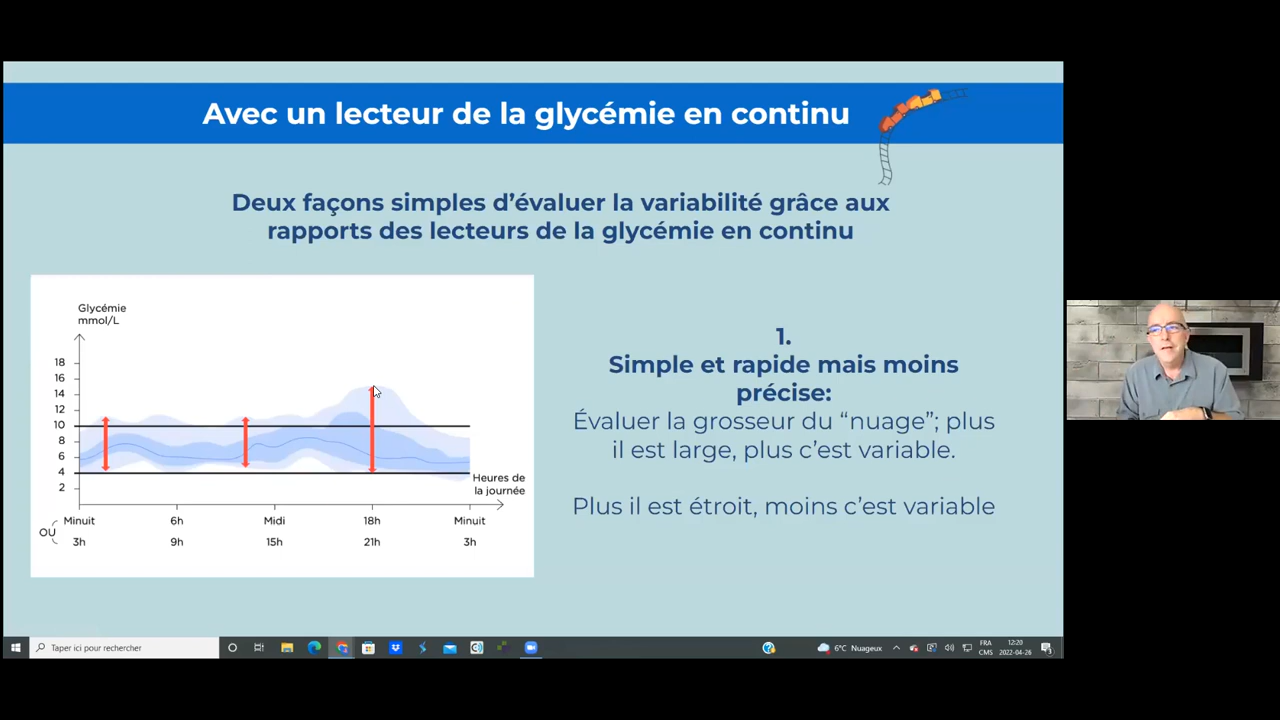 Avec un lecteur de la glycémie en continu
Deux façons simples d'évaluer la variabilité grâce aux
rapports des lecteurs de la glycémie en continu
Glycémie
mmol/L
18
16
14
12
10
8
6
4
2
Heures de
la journée
Minuit 6h Midi 18h Minuit
OU
3h 9h 15h 21h 3h
1.
Simple et rapide mais moins
précise:
Évaluer la grosseur du “nuage”; plus
il est large, plus c'est variable.
Plus il est étroit, moins c'est variable
Taper ici pour rechercher
6°C Nuageux
FRA
CMS
12:20
2022-04-26